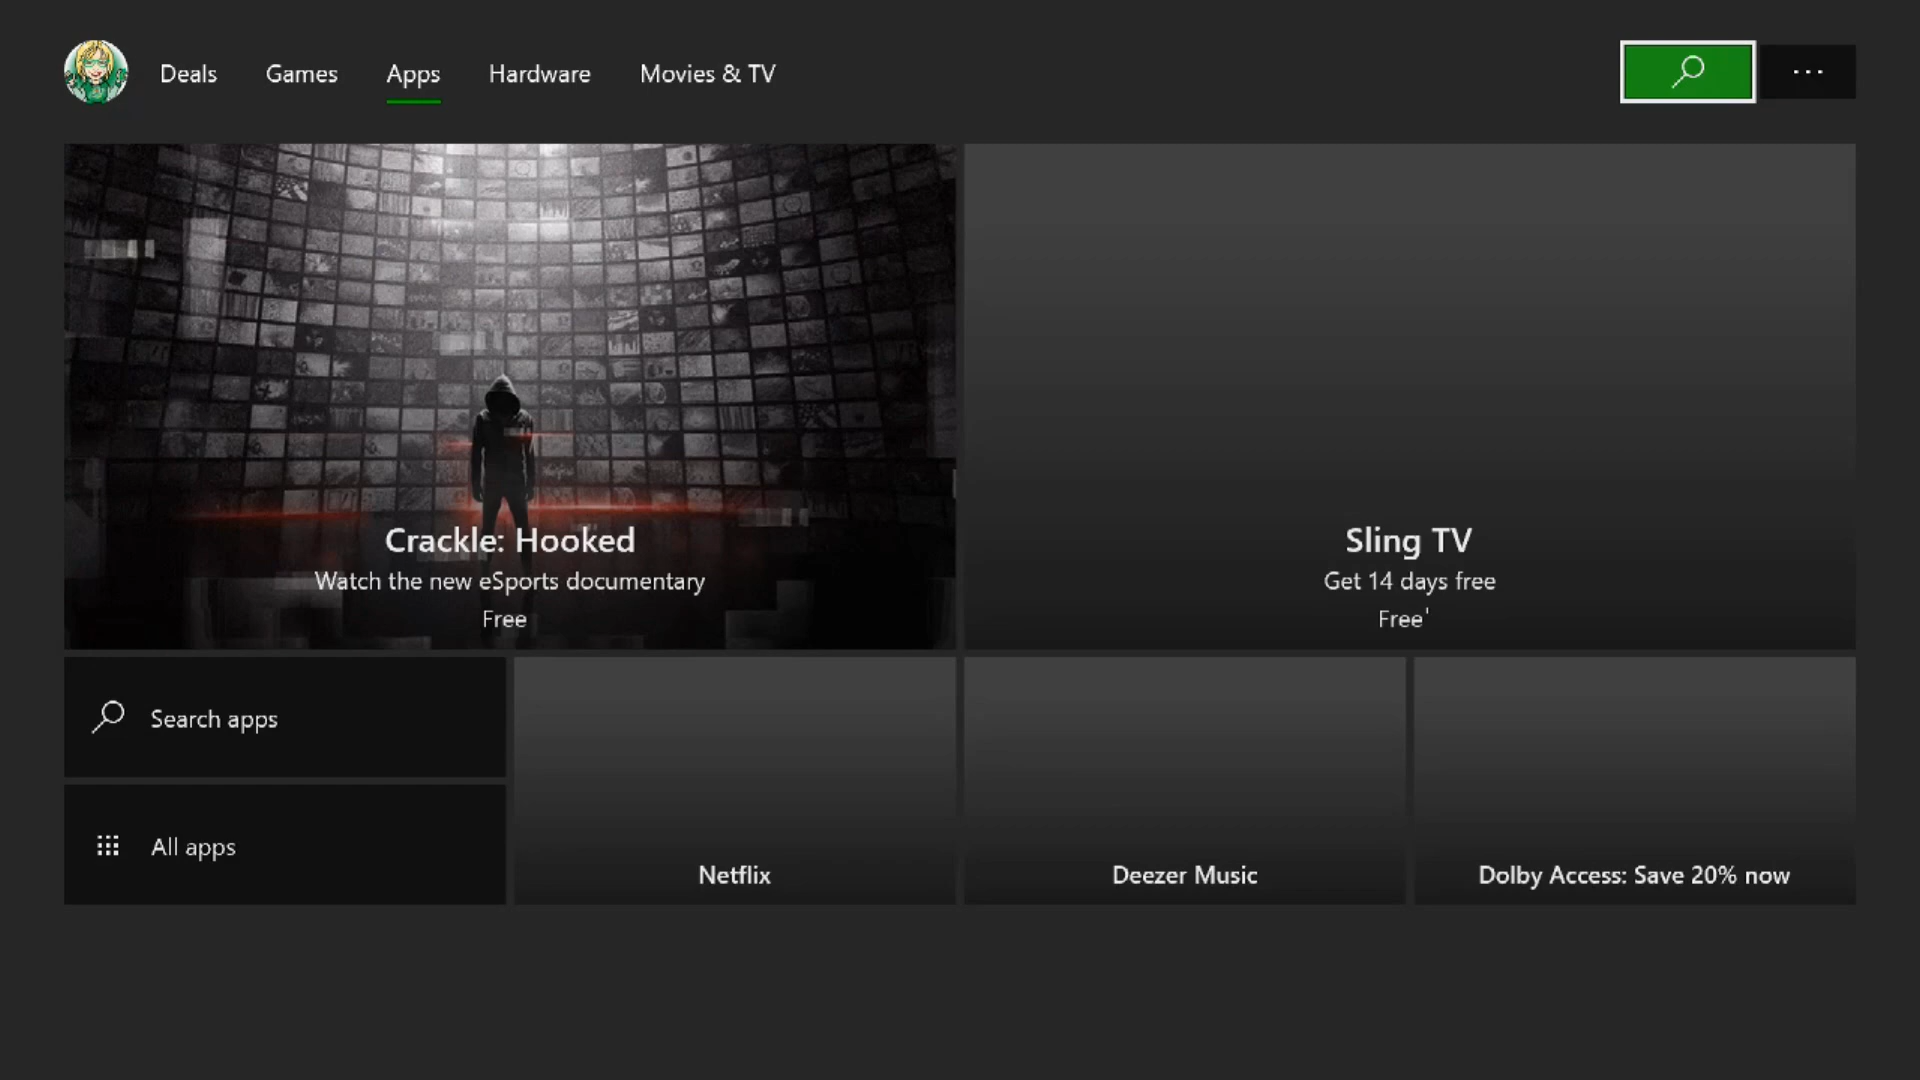 Deals
Games
Apps
Hardware
Movies & TV
Crackle: Hooked
Watch the new eSports documentary
Free
Sling TV
Get 14 days free
Free'
Search apps
All apps
Netflix
Deezer Music
Dolby Access: Save 20% now